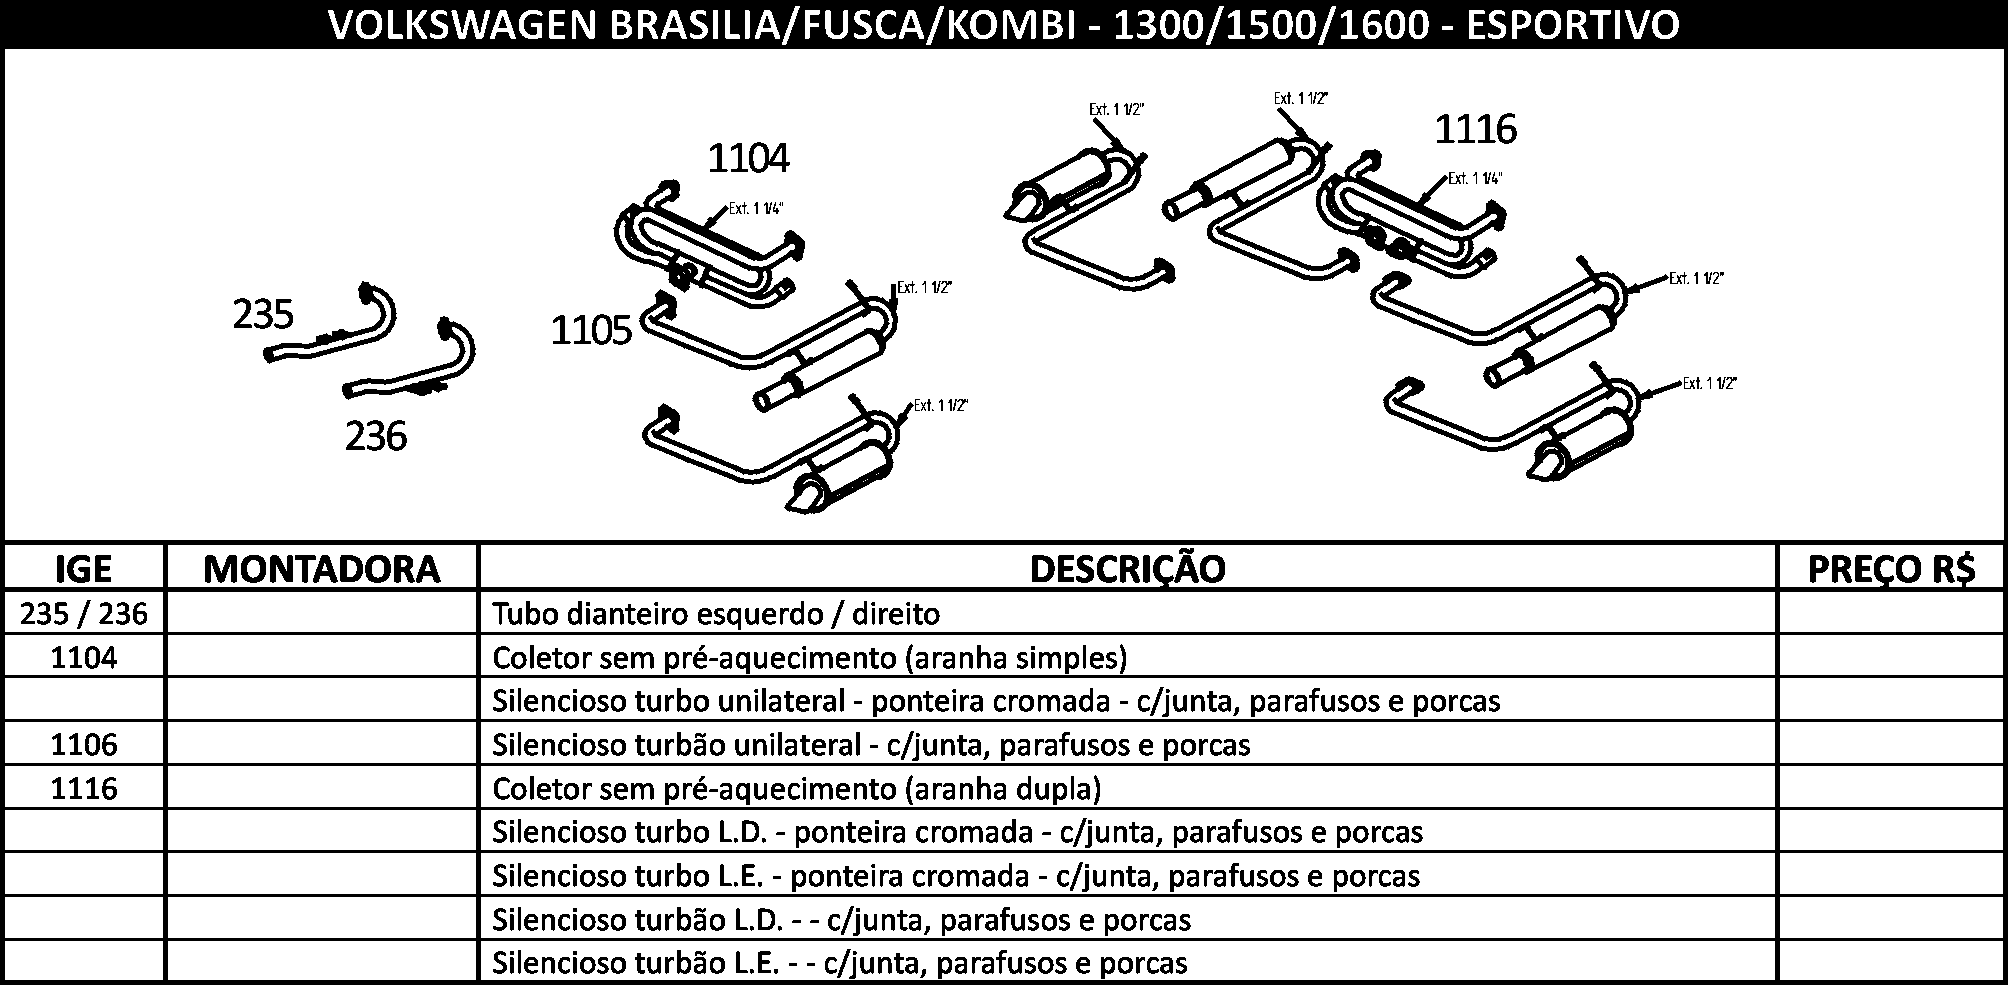 VOLKSWAGEN BRASILIA/FUSCA/KOMBI - 1300/1500/1600 - ESPORTIVO
Ext. 1 1/2"
Ext. 1 1/2"
1116
1104
Ext. 1 1/4"
Ext. 1 1/4"
235
1105
Ext. 1 1/2"
Ext. 1 1/2"
236
Ext. 1 1/2"
Ext. 1 1/2"
IGE MONTADORA DESCRIÇÃO PREÇO R$
235 / 236 Tubo dianteiro esquerdo / direito
1104 Coletor sem pré-aquecimento (aranha simples)
Silencioso turbo unilateral - ponteira cromada - c/junta, parafusos e porcas
1106 Silencioso turbão unilateral - c/junta, parafusos e porcas
1116 Coletor sem pré-aquecimento (aranha dupla)
Silencioso turbo L.D. - ponteira cromada - c/junta, parafusos e porcas
Silencioso turbo L.E. - ponteira cromada - c/junta, parafusos e porcas
Silencioso turbão L.D. - - c/junta, parafusos e porcas
Silencioso turbão L.E. - - c/junta, parafusos e porcas